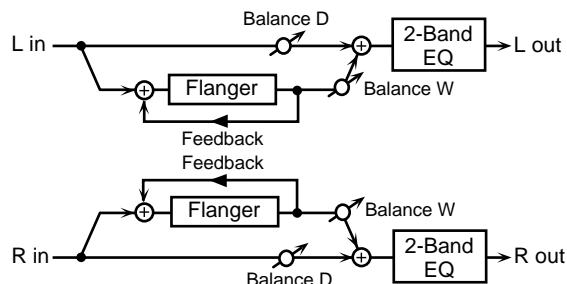 Balance D
L in
2-Band
EQ
L out
Flanger
Balance W
Feedback
Feedback
Flanger
Balance W
R in
2-Band
EQ
R out
Balance D